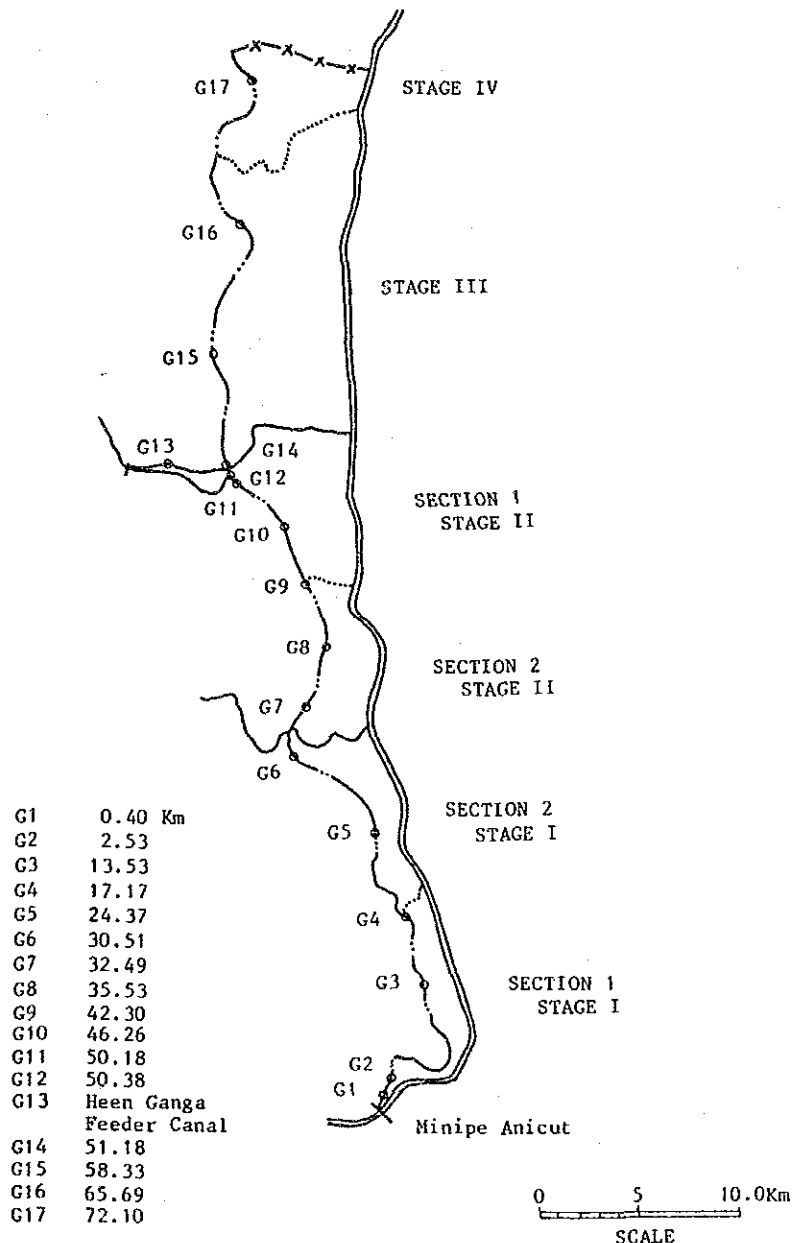 G17
STAGE IV
G16
STAGE III
G15
G13
G14
G12
G11
SECTION 1
STAGE II
G10
G9
G8
SECTION 2
STAGE II
G7
G6
SECTION 2
STAGE I
G5
G4
G3
SECTION 1
STAGE I
G2
G1
Minipe Anicut
G1 0.40 Km
G2 2.53
G3 13.53
G4 17.17
G5 24.37
G6 30.51
G7 32.49
G8 35.53
G9 42.30
G10 46.26
G11 50.18
G12 50.38
G13 Heen Ganga
Feeder Canal
G14 51.18
G15 58.33
G16 65.69
G17 72.10
0 5 10.0Km
SCALE